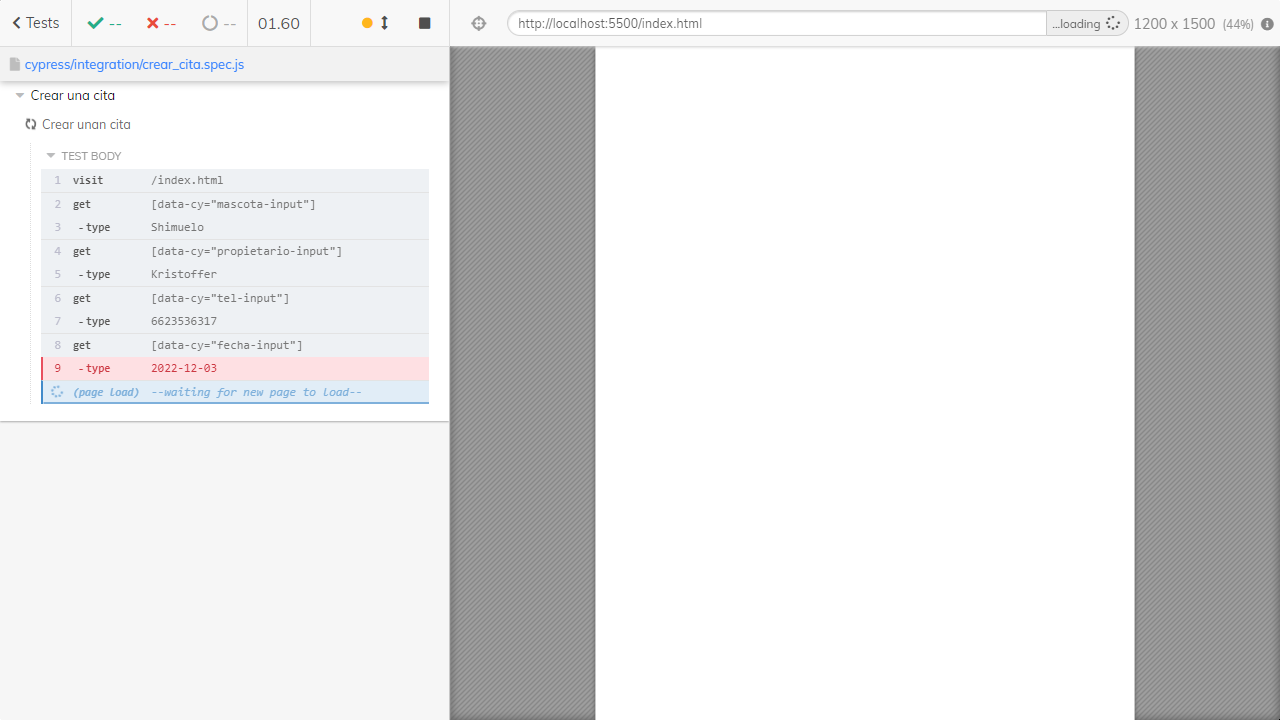 Tests -- -- -- 01.60
http://localhost:5500/index.html ...loading 1200 x 1500 (44%)
cypress/integration/crear_cita.spec.js
Crear una cita
Crear unan cita
TEST BODY
1 visit /index.html
2 get [data-cy="mascota-input"]
3 -type Shimuelo
4 get [data-cy="propietario-input"]
5 -type Kristoffer
6 get [data-cy="tel-input"]
7 -type 6623536317
8 get [data-cy="fecha-input"]
9 -type 2022-12-03
(page load) --waiting for new page to load--